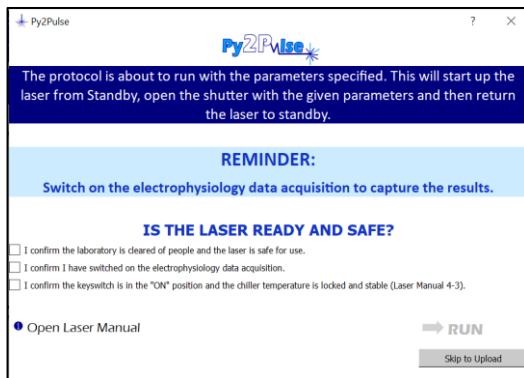 Py2Pulse
? ×
Py2Pulse
The protocol is about to run with the parameters specified. This will start up the
laser from Standby, open the shutter with the given parameters and then return
the laser to standby.
REMINDER:
Switch on the electrophysiology data acquisition to capture the results.
IS THE LASER READY AND SAFE?
I confirm the laboratory is cleared of people and the laser is safe for use.
I confirm I have switched on the electrophysiology data acquisition.
I confirm the keyswitch is in the "ON" position and the chiller temperature is locked and stable (Laser Manual 4-3).
Open Laser Manual
RUN
Skip to Upload